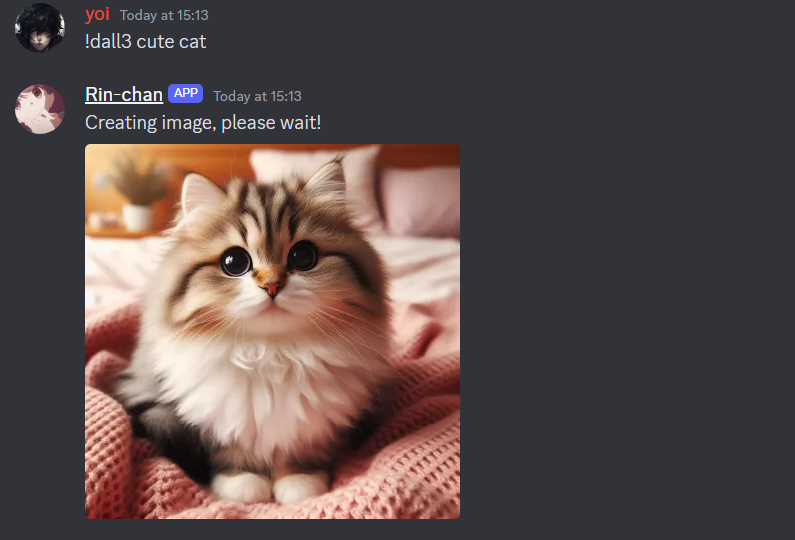 yoi Today at 15:13
!dall3 cute cat
Rin-chan APP Today at 15:13
Creating image, please wait!